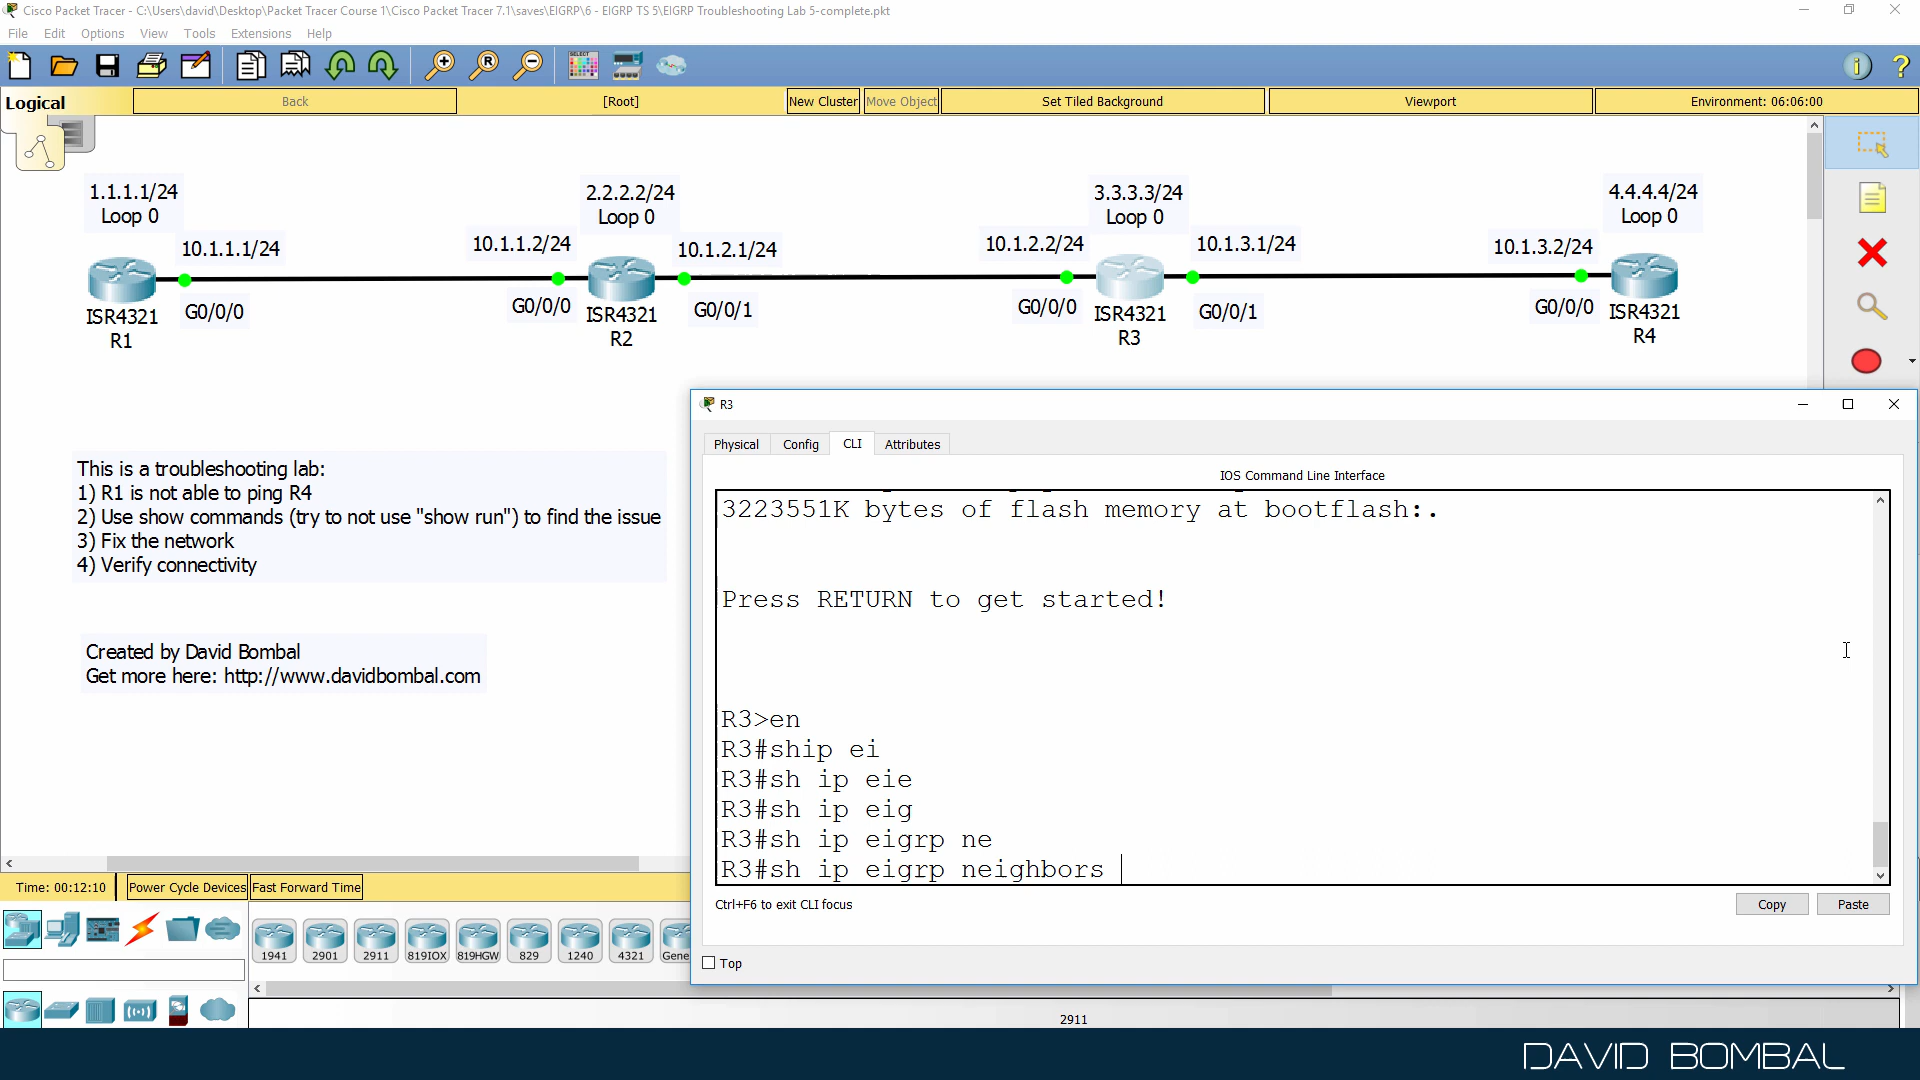 Cisco Packet Tracer - C:\Users\david\Desktop\Packet Tracer Course 1\Cisco Packet Tracer 7.1\saves\EIGRP\6 - EIGRP TS 5\EIGRP Troubleshooting Lab 5-complete.pkt
File Edit Options View Tools Extensions Help
Logical Back [Root] New Cluster Move Object Set Tiled Background Viewport Environment: 06:06:00
1.1.1.1/24
Loop 0
2.2.2.2/24
Loop 0
3.3.3.3/24
Loop 0
4.4.4.4/24
Loop 0
10.1.1.1/24
10.1.1.2/24
10.1.2.1/24
10.1.2.2/24
10.1.3.1/24
10.1.3.2/24
G0/0/0
G0/0/0
G0/0/1
G0/0/0
G0/0/1
G0/0/0
ISR4321
R1
ISR4321
R2
ISR4321
R3
ISR4321
R4
This is a troubleshooting lab:
1) R1 is not able to ping R4
2) Use show commands (try to not use "show run") to find the issue
3) Fix the network
4) Verify connectivity
Created by David Bombal
Get more here: http://www.davidbombal.com
R3
Physical Config CLI Attributes
IOS Command Line Interface
3223551K bytes of flash memory at bootflash:.
Press RETURN to get started!
R3>en
R3#ship ei
R3#sh ip eie
R3#sh ip eig
R3#sh ip eigrp ne
R3#sh ip eigrp neighbors
Ctrl+F6 to exit CLI focus
Copy Paste
Top
Time: 00:12:10 Power Cycle Devices Fast Forward Time
1941 2901 2911 819IOX 819HGW 829 1240 4321 Gene
2911
SELECT
DAVID BOMBAL